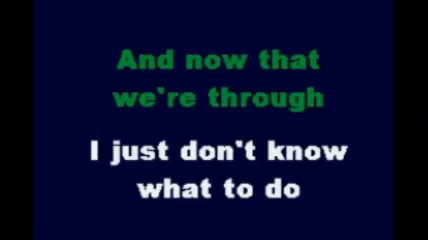 And now that
we're through
I just don't know
what to do